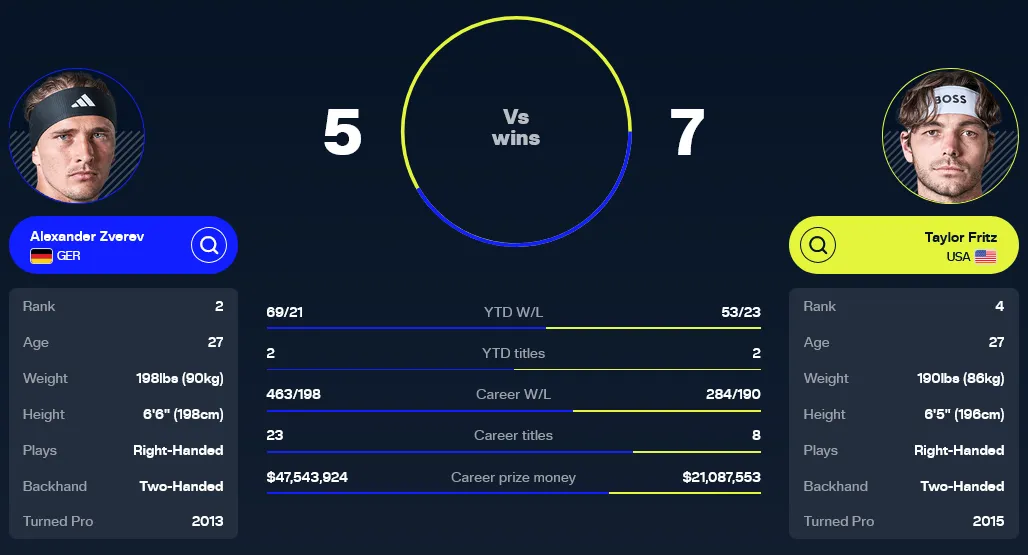 5
Vs
wins
7
BOSS
Alexander Zverev
GER
Taylor Fritz
USA
Rank 2
Age 27
Weight 198lbs (90kg)
Height 6'6" (198cm)
Plays Right-Handed
Backhand Two-Handed
Turned Pro 2013
69/21 YTD W/L 53/23
2 YTD titles 2
463/198 Career W/L 284/190
23 Career titles 8
$47,543,924 Career prize money $21,087,553
Rank 4
Age 27
Weight 190lbs (86kg)
Height 6'5" (196cm)
Plays Right-Handed
Backhand Two-Handed
Turned Pro 2015